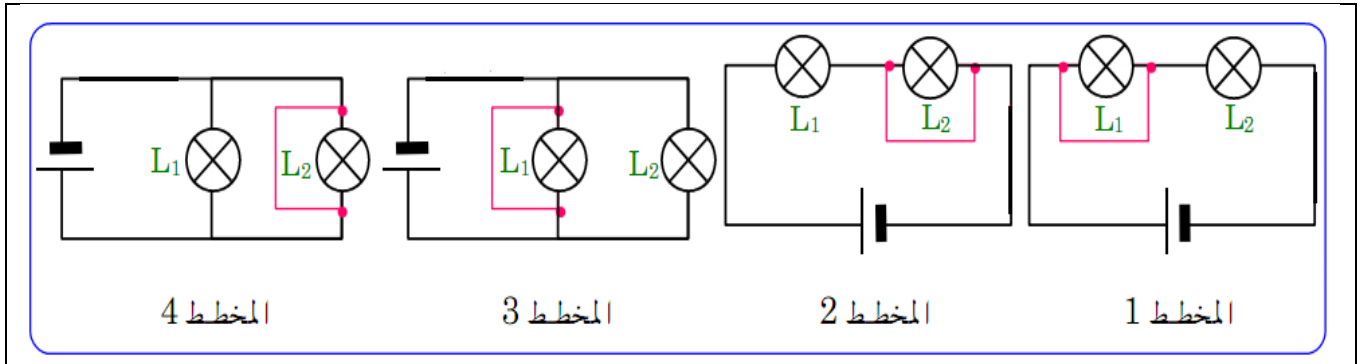 L₁ L₂
L₁ L₂
L₁ L₂
L₁ L₂
المخطط 1
المخطط 2
المخطط 3
المخطط 4